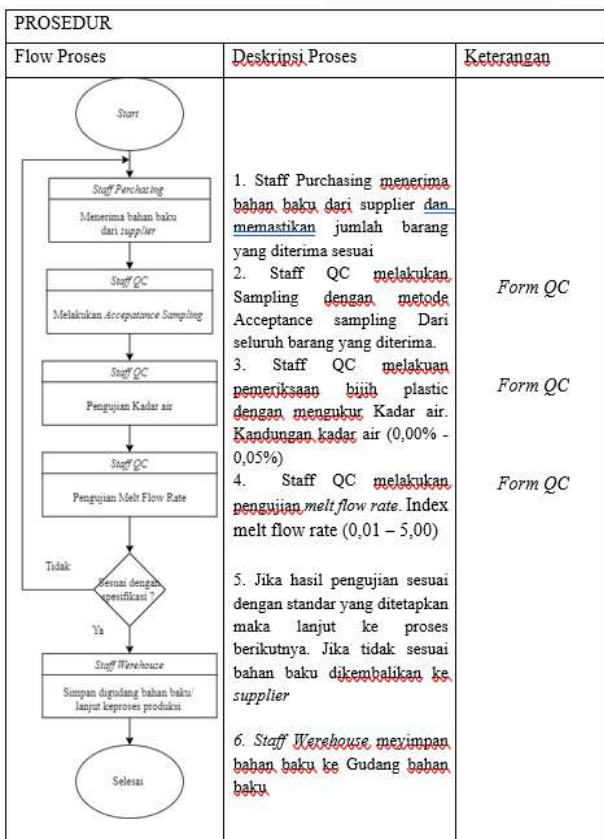 PROSEDUR
Flow Proses
Deskripsi Proses
Keterangan
Start
Staff Perchasing
Menerima bahan baku
dari supplier
Staff QC
Melakukan Accepatance Sampling
Staff QC
Pengujian Kadar air
Staff QC
Pengujian Melt Flow Rate
Tidak
Sesuai dengan
spesifikasi ?
Ya
Staff Werehouse
Simpan digudang bahan baku/
lanjut keproses produksi
Selesai
1. Staff Purchasing menerima
bahan baku dari supplier dan
memastikan jumlah barang
yang diterima sesuai
2. Staff QC melakukan
Sampling dengan metode
Acceptance sampling Dari
seluruh barang yang diterima.
3. Staff QC melakuan
pemeriksaan bijih plastic
dengan mengukur Kadar air.
Kandungan kadar air (0,00% -
0,05%)
4. Staff QC melakukan
pengujian melt flow rate. Index
melt flow rate (0,01 – 5,00)
5. Jika hasil pengujian sesuai
dengan standar yang ditetapkan
maka lanjut ke proses
berikutnya. Jika tidak sesuai
bahan baku dikembalikan ke
supplier
6. Staff Werehouse meyimpan
bahan baku ke Gudang bahan
baku
Form QC
Form QC
Form QC